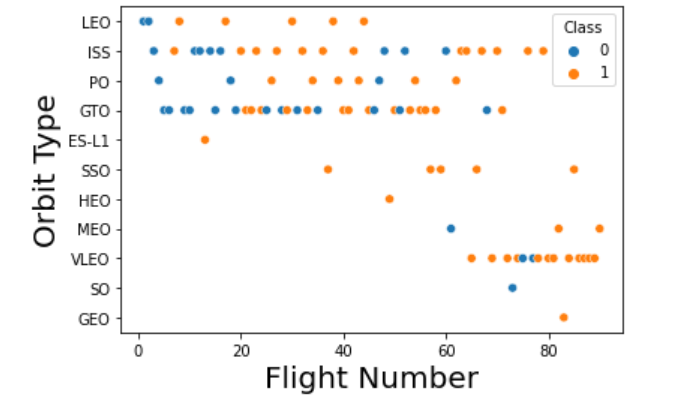 Orbit Type
LEO
ISS
PO
GTO
ES-L1
SSO
HEO
MEO
VLEO
SO
GEO
Class
0
1
0 20 40 60 80
Flight Number